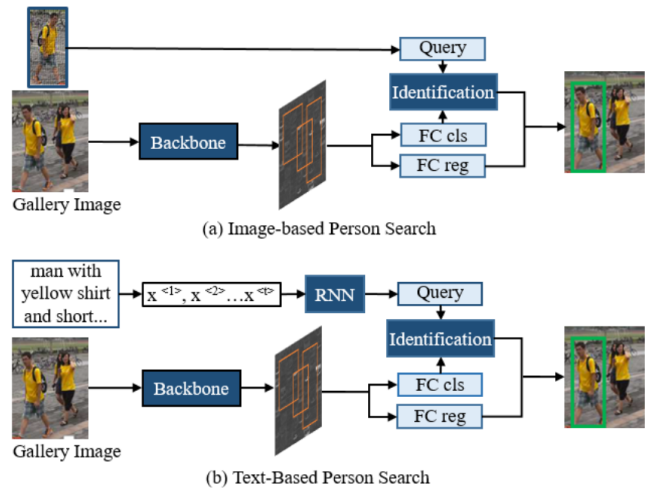 Query
Identification
Backbone
FC cls
FC reg
Gallery Image
(a) Image-based Person Search
man with
yellow shirt
and short...
x <1>, x <2>...x <t>
RNN
Query
Identification
Backbone
FC cls
FC reg
Gallery Image
(b) Text-Based Person Search